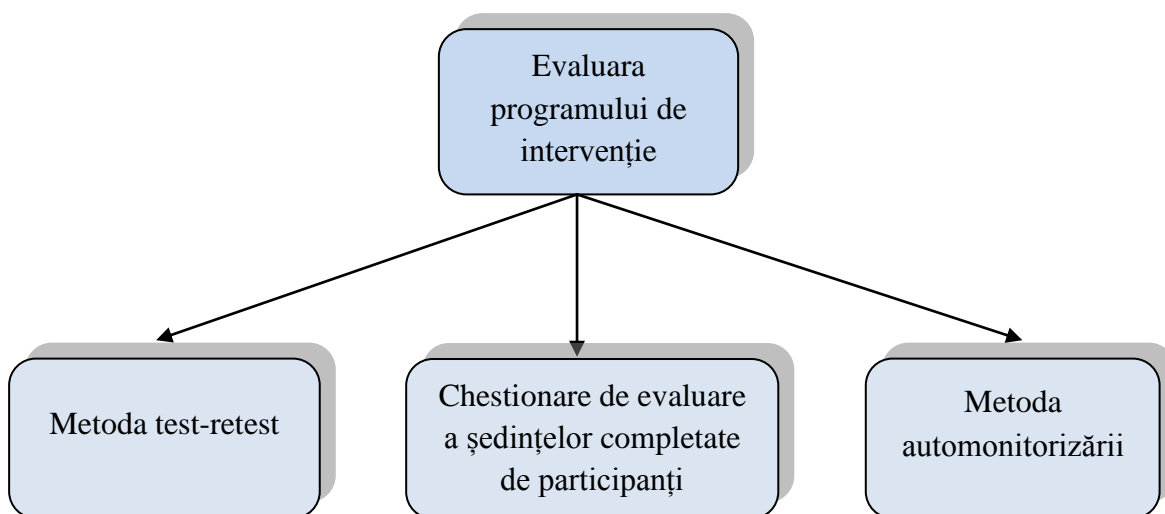 Evaluara
programului de
intervenție
Metoda test-retest
Chestionare de evaluare
a ședințelor completate
de participanți
Metoda
automonitorizării